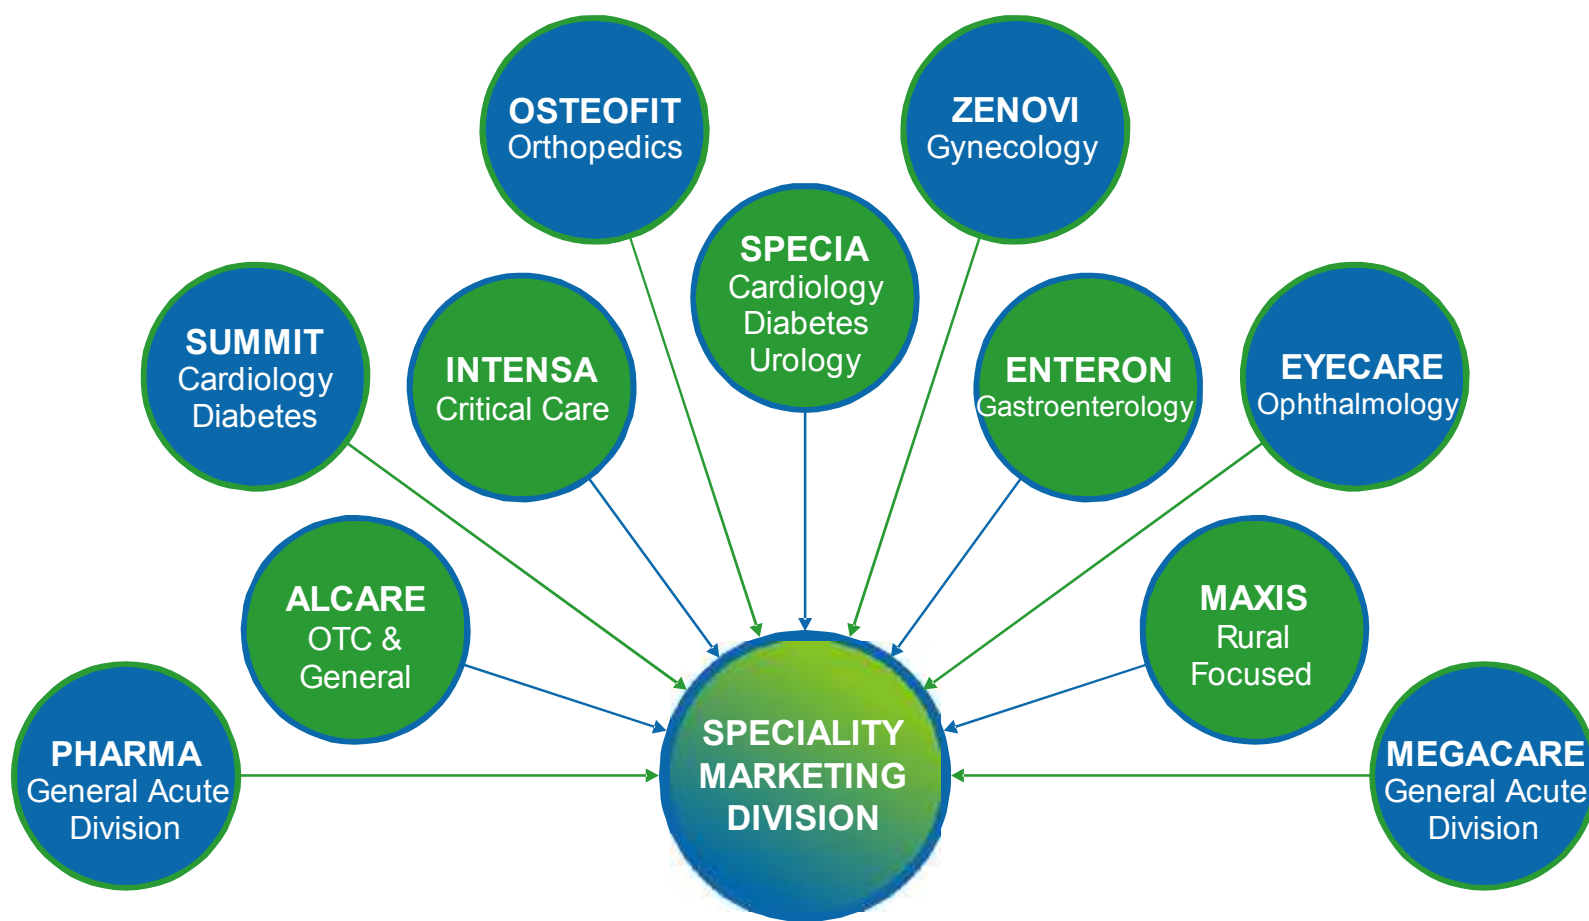 OSTEOFIT
Orthopedics
ZENOVI
Gynecology
SPECIA
Cardiology
Diabetes
Urology
SUMMIT
Cardiology
Diabetes
INTENSA
Critical Care
ENTERON
Gastroenterology
EYECARE
Ophthalmology
ALCARE
OTC &
General
MAXIS
Rural
Focused
PHARMA
General Acute
Division
SPECIALITY
MARKETING
DIVISION
MEGACARE
General Acute
Division